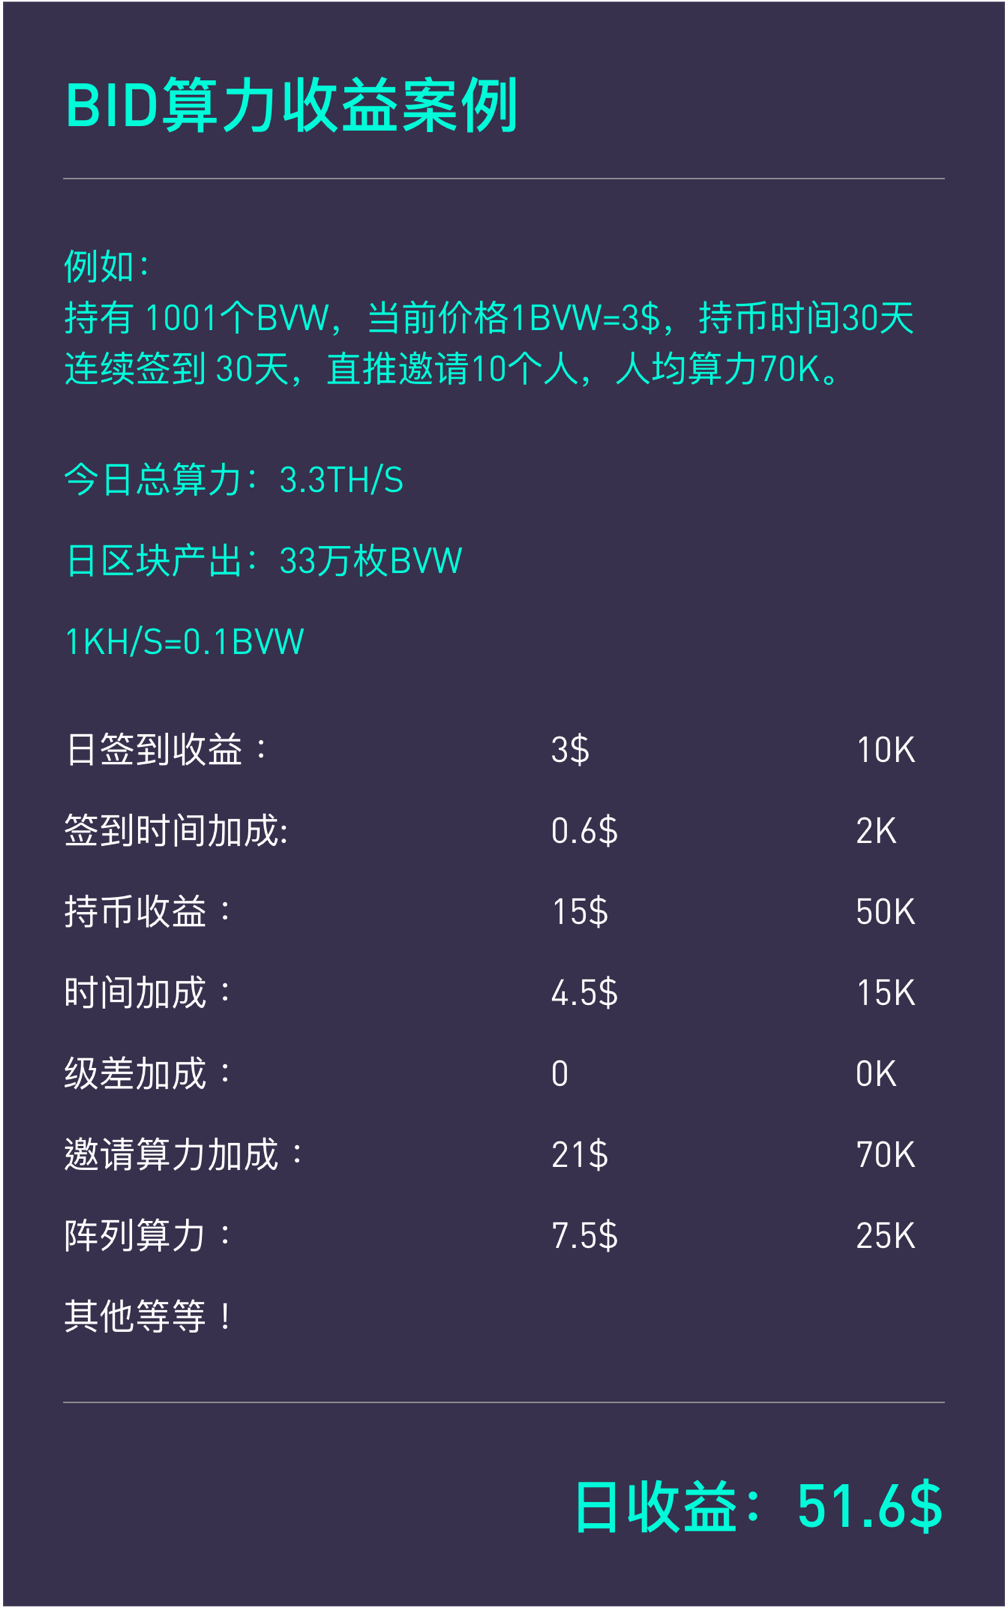 BID算力收益案例
例如：
持有 1001个BVW，当前价格1BVW=3$，持币时间30天
连续签到 30天，直推邀请10个人，人均算力70K。
今日总算力：3.3TH/S
日区块产出：33万枚BVW
1KH/S=0.1BVW
日签到收益： 3$ 10K
签到时间加成: 0.6$ 2K
持币收益： 15$ 50K
时间加成： 4.5$ 15K
级差加成： 0 0K
邀请算力加成： 21$ 70K
阵列算力： 7.5$ 25K
其他等等！
日收益：51.6$